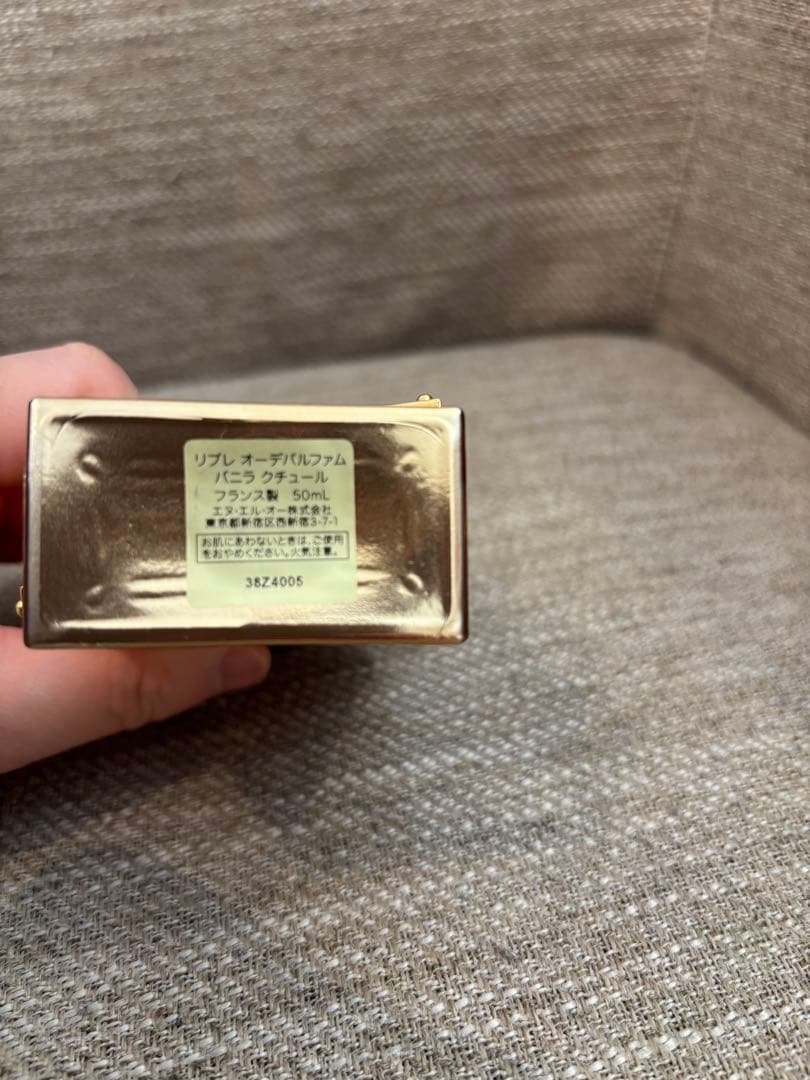 リブレ オーデパルファム
バニラ クチュール
フランス製 50mL
エヌ・エル・オー株式会社
東京都新宿区西新宿3-7-1
お肌にあわないときは、ご使用
をおやめください。火気注意。
38Z4005